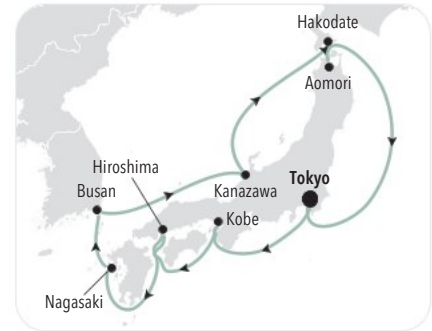 Hakodate
Aomori
Hiroshima
Tokyo
Busan
Kanazawa
Kobe
Nagasaki